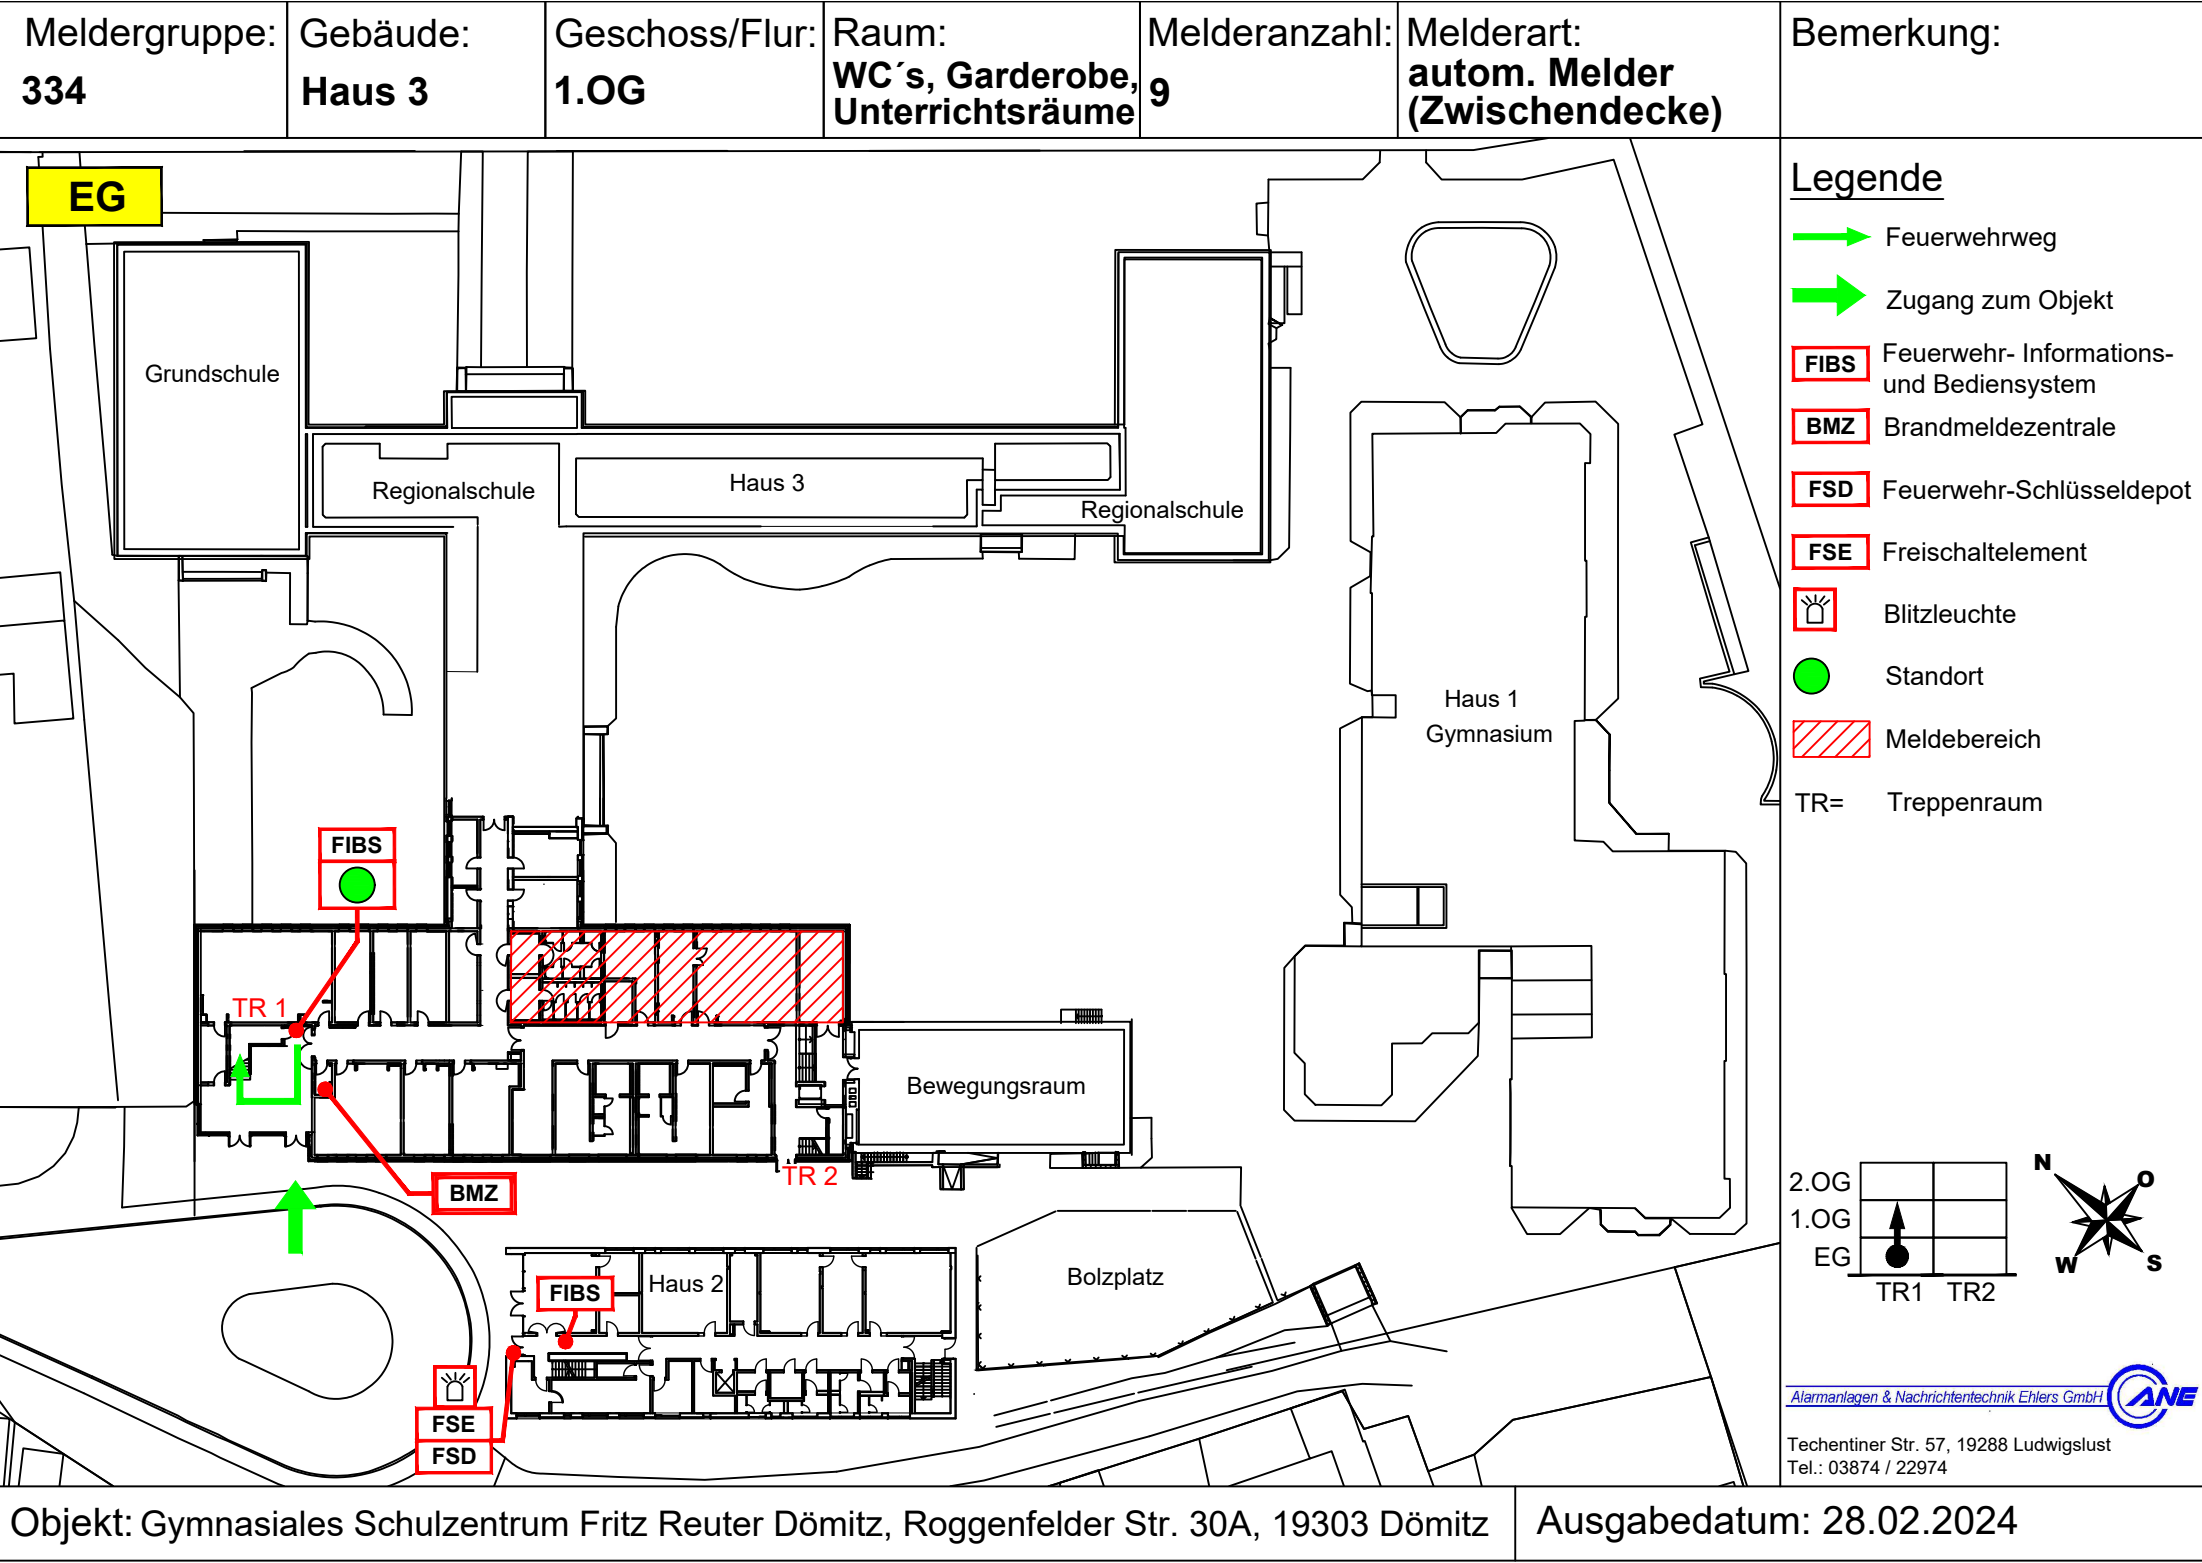 Meldergruppe:
334
Gebäude:
Haus 3
Geschoss/Flur:
1.OG
Raum:
WC´s, Garderobe,
Unterrichtsräume
Melderanzahl:
9
Melderart:
autom. Melder
(Zwischendecke)
Bemerkung:
EG
Grundschule
Regionalschule
Haus 3
Regionalschule
Haus 1
Gymnasium
FIBS
TR 1
Bewegungsraum
BMZ
TR 2
Haus 2
FIBS
Bolzplatz
FSE
FSD
Legende
Feuerwehrweg
Zugang zum Objekt
FIBS
Feuerwehr- Informations-
und Bediensystem
BMZ
Brandmeldezentrale
FSD
Feuerwehr-Schlüsseldepot
FSE
Freischaltelement
Blitzleuchte
Standort
Meldebereich
TR=
Treppenraum
2.OG
1.OG
EG
TR1
TR2
N
O
W
S
Alarmanlagen & Nachrichtentechnik Ehlers GmbH
ANE
Techentiner Str. 57, 19288 Ludwigslust
Tel.: 03874 / 22974
Objekt: Gymnasiales Schulzentrum Fritz Reuter Dömitz, Roggenfelder Str. 30A, 19303 Dömitz
Ausgabedatum: 28.02.2024